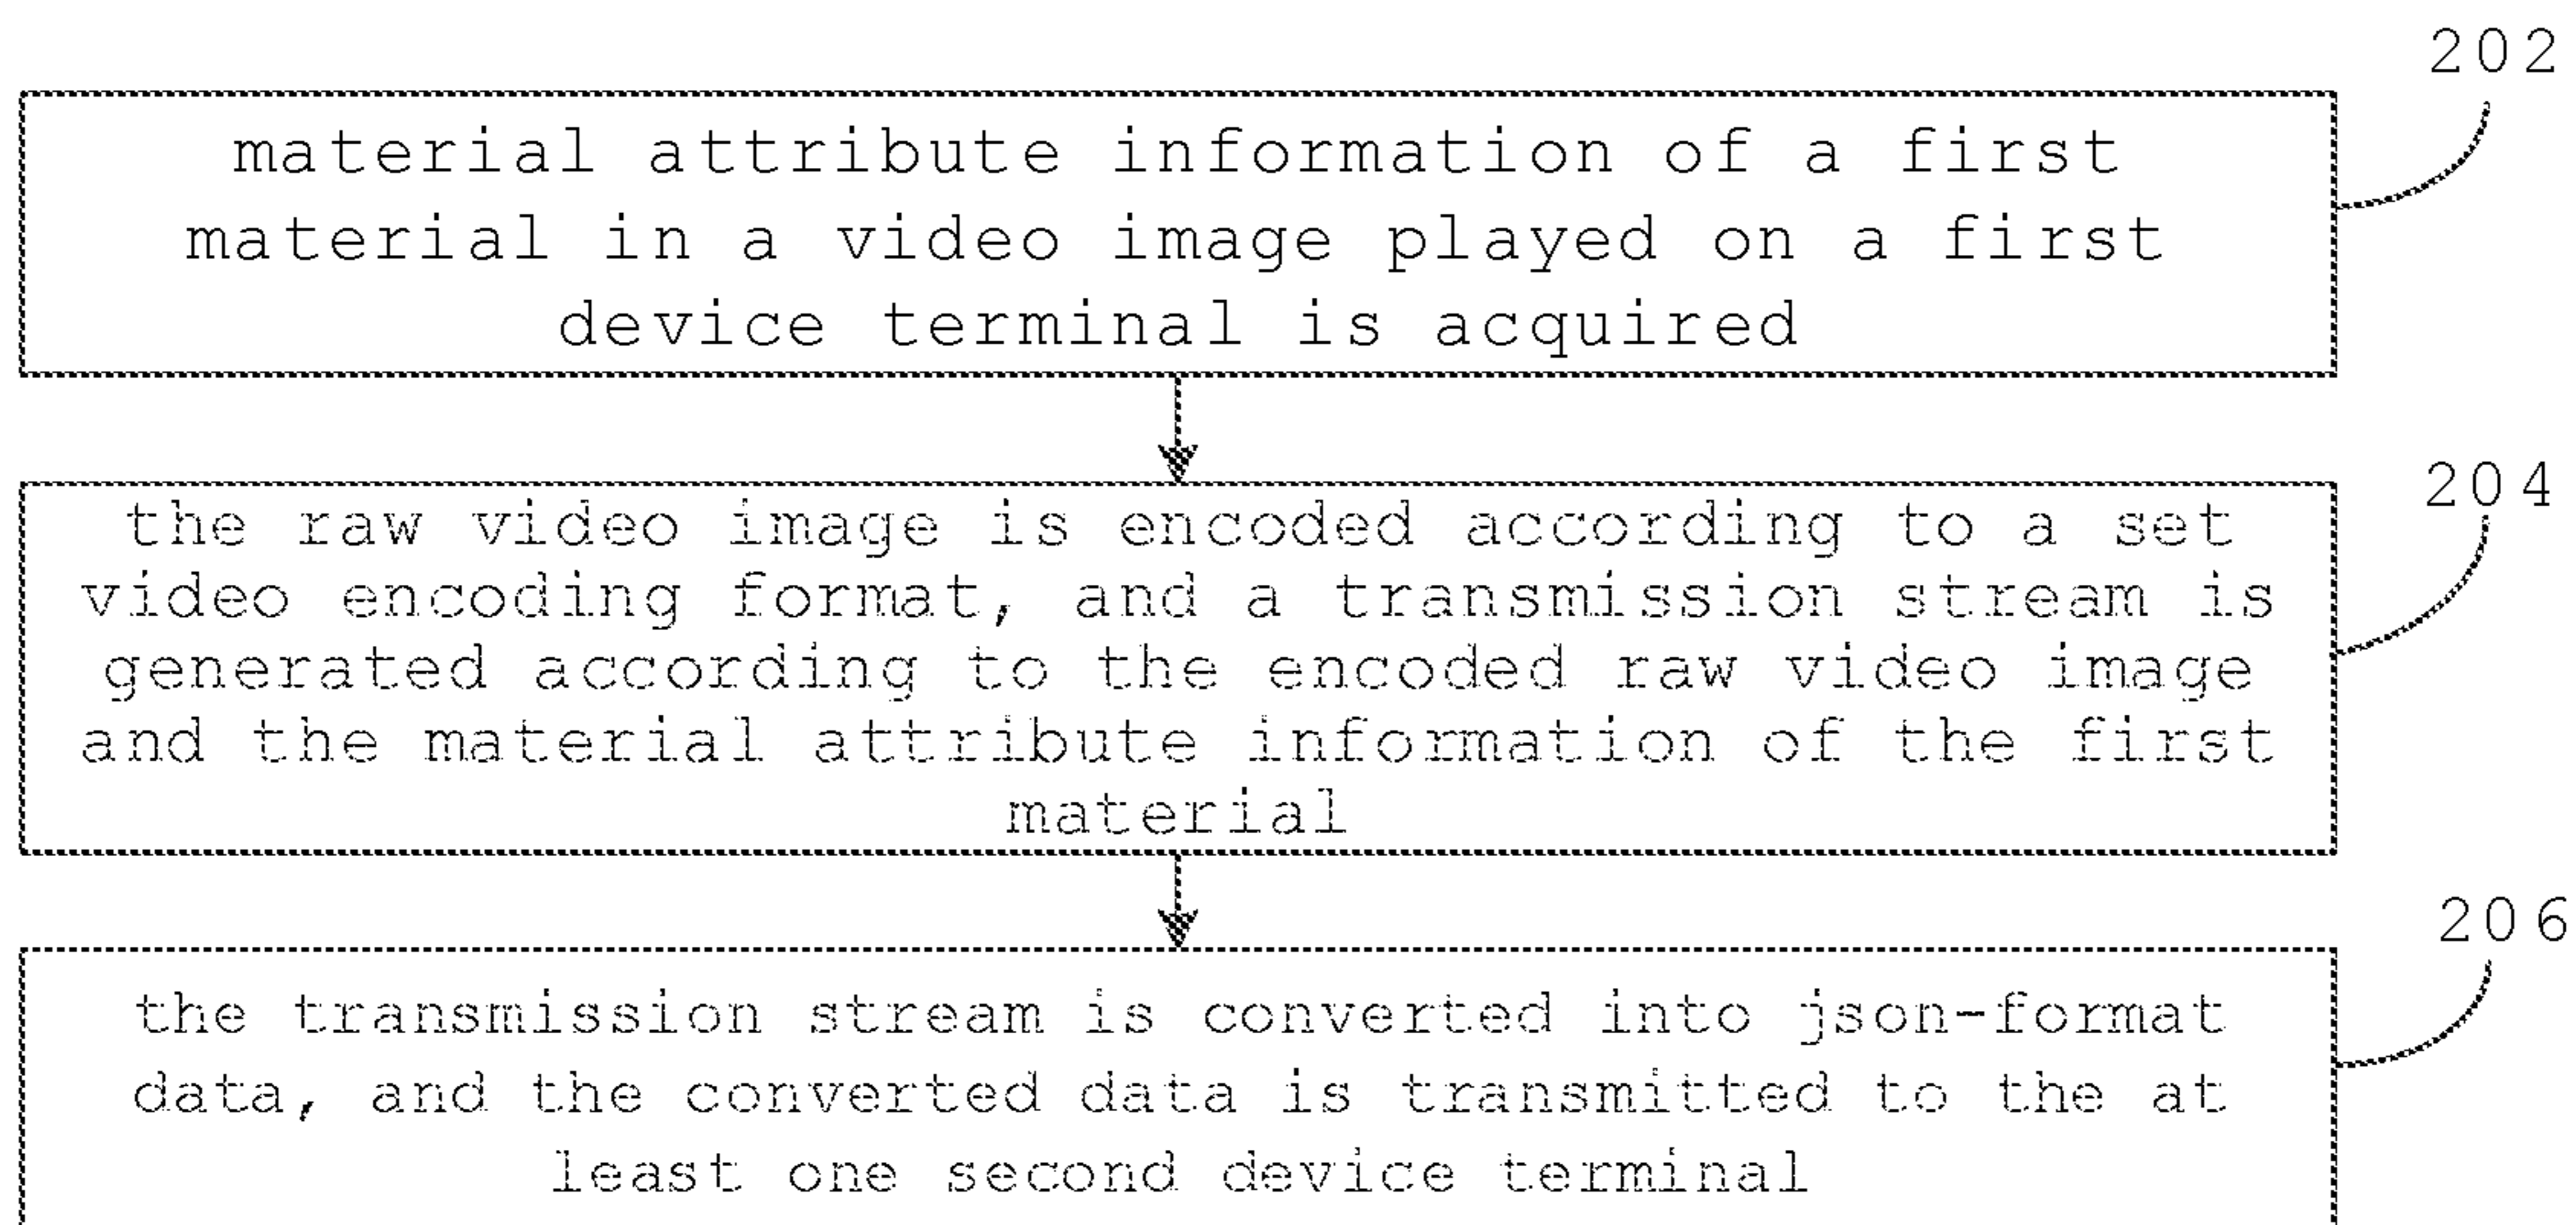 202
material attribute information of a first
material in a video image played on a first
device terminal is acquired
204
the raw video image is encoded according to a set
video encoding format, and a transmission stream is
generated according to the encoded raw video image
and the material attribute information of the first
material
206
the transmission stream is converted into json-format
data, and the converted data is transmitted to the at
least one second device terminal